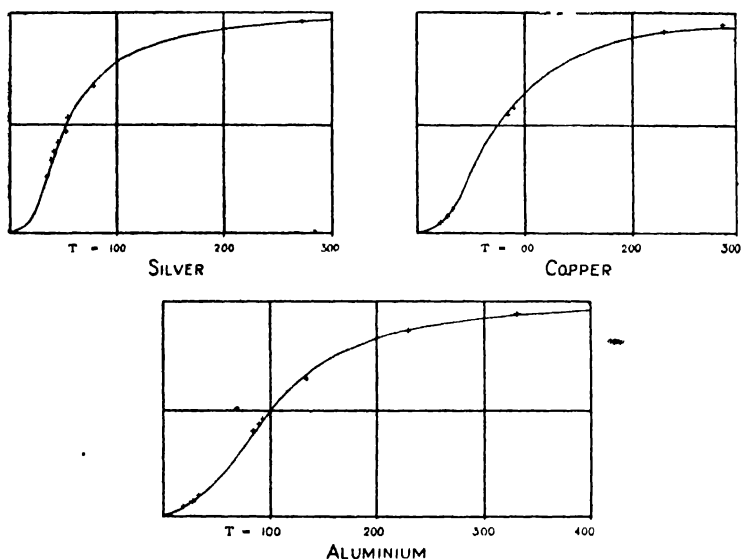 T = 100 200 300
SILVER
T = 00 200 300
COPPER
T = 100 200 300 400
ALUMINIUM